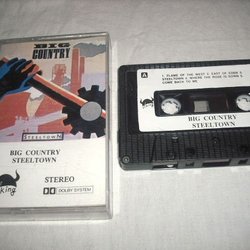 BIG
COUNTRY
STEELTOWN
BIG COUNTRY
STEELTOWN
king
STEREO
DOLBY SYSTEM
A
1. FLAME OF THE WEST 2. EAST OF EDEN 3.
STEELTOWN 4. WHERE THE ROSE IS SOWN 5.
COME BACK TO ME
BIG COUNTRY
STEELTOWN